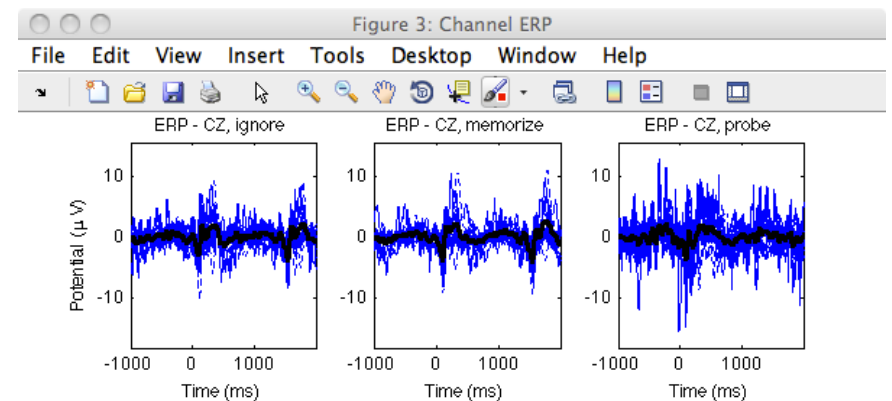 Figure 3: Channel ERP
File Edit View Insert Tools Desktop Window Help
ERP - CZ, ignore ERP - CZ, memorize ERP - CZ, probe
10 10 10
0 0 0
-10 -10 -10
Potential (μ V)
-1000 0 1000 -1000 0 1000 -1000 0 1000
Time (ms) Time (ms) Time (ms)